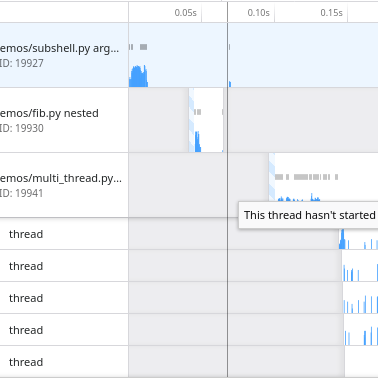 0.05s 0.10s 0.15s
emos/subshell.py arg...
ID: 19927
emos/fib.py nested
ID: 19930
emos/multi_thread.py...
ID: 19941
This thread hasn't started
thread
thread
thread
thread
thread